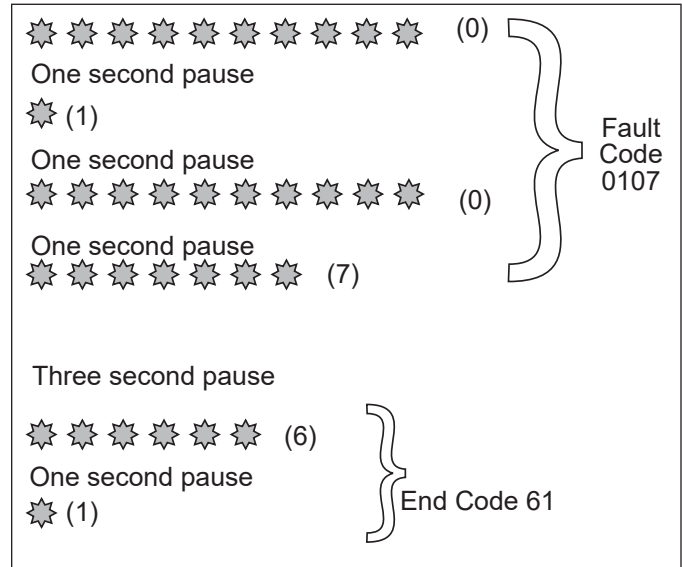 (0)
One second pause
(1)
One second pause
(0)
One second pause
(7)
Fault
Code
0107
Three second pause
(6)
One second pause
(1)
End Code 61